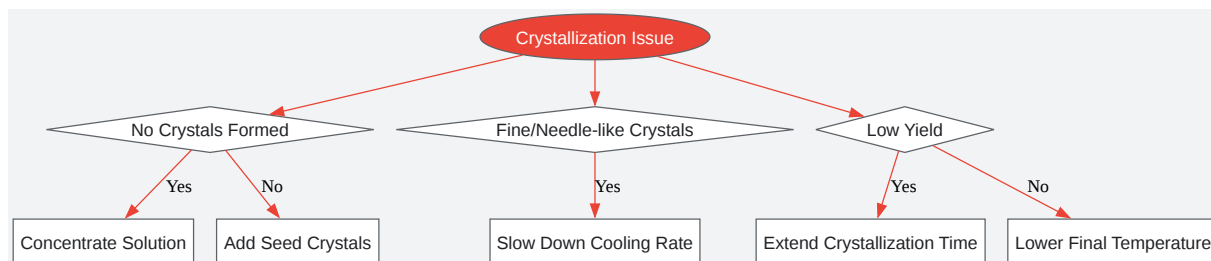 Crystallization Issue
No Crystals Formed
Fine/Needle-like Crystals
Low Yield
Yes
No
Yes
Yes
No
Concentrate Solution
Add Seed Crystals
Slow Down Cooling Rate
Extend Crystallization Time
Lower Final Temperature